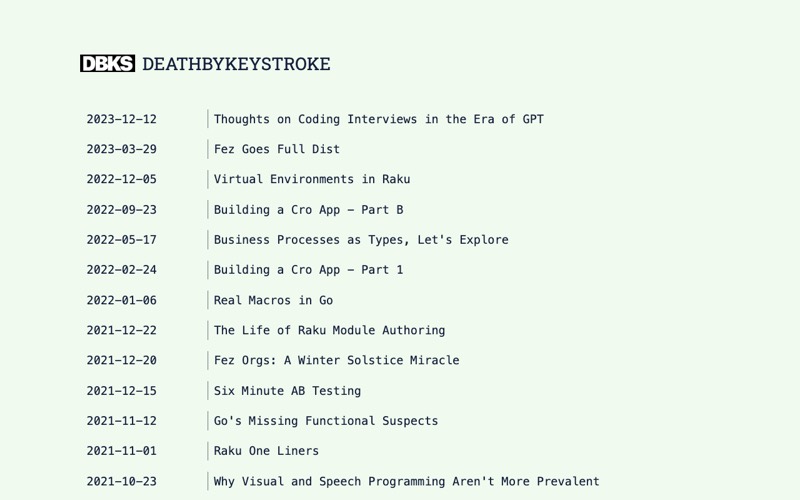 DBKS DEATHBYKEYSTROKE
2023-12-12 Thoughts on Coding Interviews in the Era of GPT
2023-03-29 Fez Goes Full Dist
2022-12-05 Virtual Environments in Raku
2022-09-23 Building a Cro App - Part B
2022-05-17 Business Processes as Types, Let's Explore
2022-02-24 Building a Cro App - Part 1
2022-01-06 Real Macros in Go
2021-12-22 The Life of Raku Module Authoring
2021-12-20 Fez Orgs: A Winter Solstice Miracle
2021-12-15 Six Minute AB Testing
2021-11-12 Go's Missing Functional Suspects
2021-11-01 Raku One Liners
2021-10-23 Why Visual and Speech Programming Aren't More Prevalent